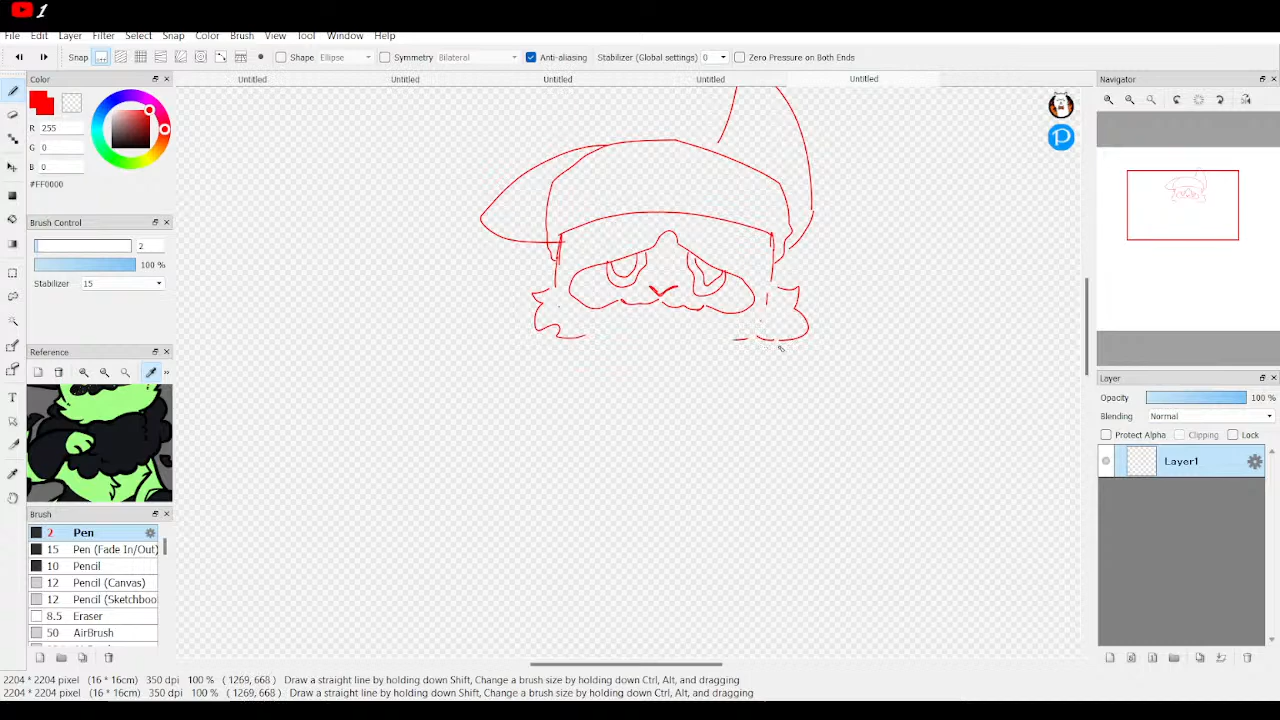 1
File Edit Layer Filter Select Snap Color Brush View Tool Window Help
Snap Shape Ellipse Symmetry Bilateral Anti-aliasing Stabilizer (Global settings) 0 Zero Pressure on Both Ends
Color Untitled Untitled Untitled Untitled Untitled Navigator
R 255
G 0
B 0
#FF0000
Brush Control
2
100 %
Stabilizer 15
Reference
Layer
Opacity 100 %
Blending Normal
Protect Alpha Clipping Lock
Layer1
Brush
2 Pen
15 Pen (Fade In/Out)
10 Pencil
12 Pencil (Canvas)
12 Pencil (Sketchboo
8.5 Eraser
50 AirBrush
2204 * 2204 pixel (16 * 16cm) 350 dpi 100 % ( 1269, 668 ) Draw a straight line by holding down Shift, Change a brush size by holding down Ctrl, Alt, and dragging
2204 * 2204 pixel (16 * 16cm) 350 dpi 100 % ( 1269, 668 ) Draw a straight line by holding down Shift, Change a brush size by holding down Ctrl, Alt, and dragging